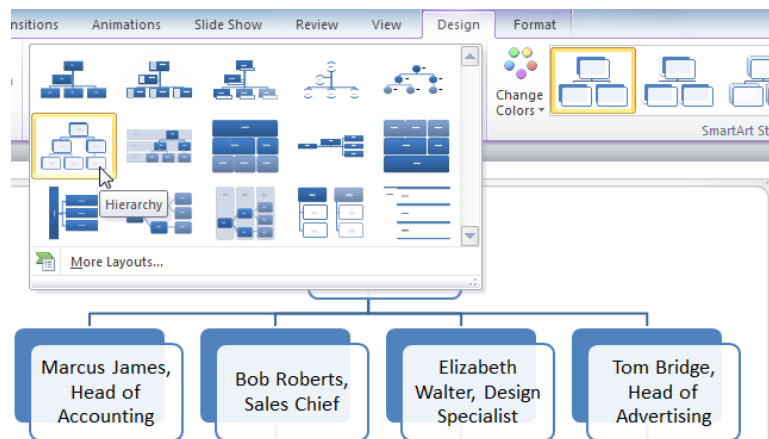 nsitions Animations Slide Show Review View Design Format
Change
Colors
SmartArt St
Hierarchy
More Layouts...
Marcus James,
Head of
Accounting
Bob Roberts,
Sales Chief
Elizabeth
Walter, Design
Specialist
Tom Bridge,
Head of
Advertising